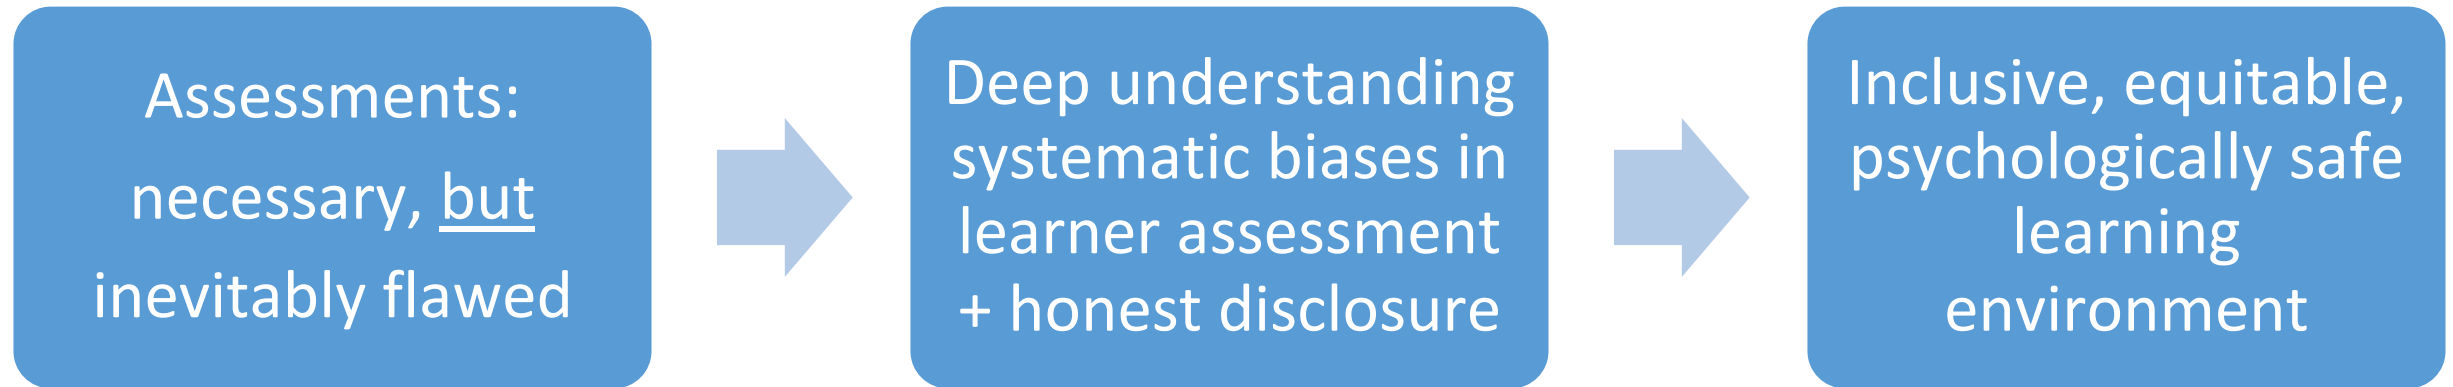 Assessments:
necessary, but
inevitably flawed
Deep understanding
systematic biases in
learner assessment
+ honest disclosure
Inclusive, equitable,
psychologically safe
learning
environment